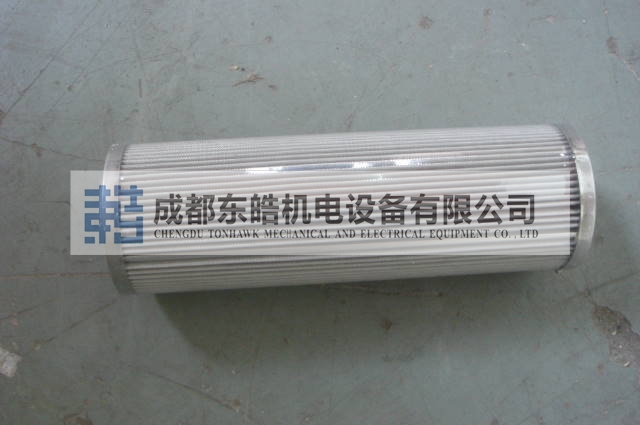 成都东皓机电设备有限公司
CHENGDU TONHAWK MECHANICAL AND ELECTRICAL EQUIPMENT CO.,LTD